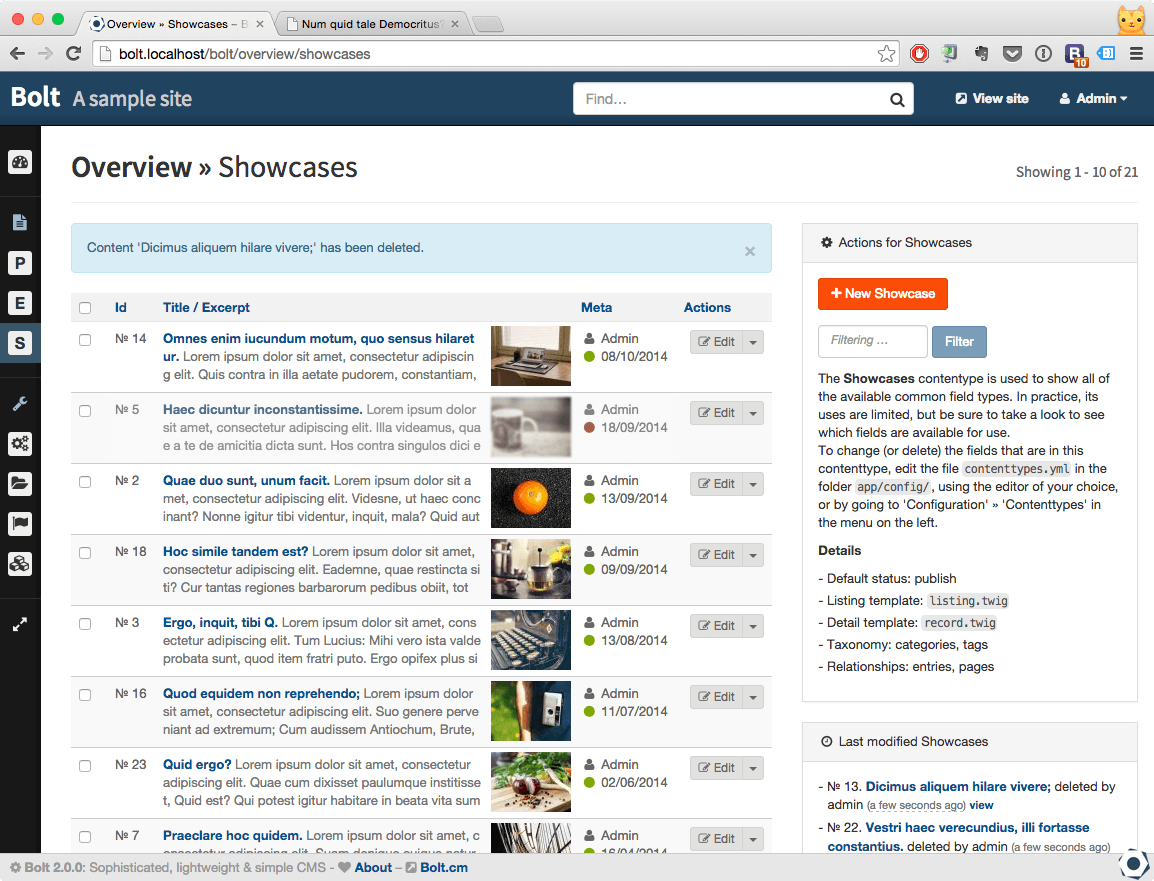 Overview » Showcases – B
Num quid tale Democritus?
bolt.localhost/bolt/overview/showcases
10
Bolt A sample site
Find...
View site
Admin
Overview » Showcases
Showing 1 - 10 of 21
Content 'Dicimus aliquem hilare vivere;' has been deleted.
×
Id Title / Excerpt Meta Actions
№ 14 Omnes enim iucundum motum, quo sensus hilaret Admin Edit
ur. Lorem ipsum dolor sit amet, consectetur adipiscin 08/10/2014
g elit. Quis contra in illa aetate pudorem, constantiam,
№ 5 Haec dicuntur inconstantissime. Lorem ipsum dolor Admin Edit
sit amet, consectetur adipiscing elit. Illa videamus, qua 18/09/2014
e a te de amicitia dicta sunt. Hos contra singulos dici e
№ 2 Quae duo sunt, unum facit. Lorem ipsum dolor sit a Admin Edit
met, consectetur adipiscing elit. Videsne, ut haec conc 13/09/2014
inant? Nonne igitur tibi videntur, inquit, mala? Quid aut
№ 18 Hoc simile tandem est? Lorem ipsum dolor sit amet, Admin Edit
consectetur adipiscing elit. Eademne, quae restincta si 09/09/2014
ti? Cur tantas regiones barbarorum pedibus obiit, tot
№ 3 Ergo, inquit, tibi Q. Lorem ipsum dolor sit amet, cons Admin Edit
ectetur adipiscing elit. Tum Lucius: Mihi vero ista valde 13/08/2014
probata sunt, quod item fratri puto. Ergo opifex plus si
№ 16 Quod equidem non reprehendo; Lorem ipsum dolor Admin Edit
sit amet, consectetur adipiscing elit. Suo genere perve 11/07/2014
niant ad extremum; Cum audissem Antiochum, Brute,
№ 23 Quid ergo? Lorem ipsum dolor sit amet, consectetur Admin Edit
adipiscing elit. Quae cum dixisset paulumque institisse 02/06/2014
t, Quid est? Qui potest igitur habitare in beata vita sum
№ 7 Praeclare hoc quidem. Lorem ipsum dolor sit amet, c Admin Edit
onsectetur adipiscing elit. 16/04/2014
Actions for Showcases
New Showcase
Filtering ...
Filter
The Showcases contentype is used to show all of
the available common field types. In practice, its
uses are limited, but be sure to take a look to see
which fields are available for use.
To change (or delete) the fields that are in this
contenttype, edit the file contenttypes.yml in the
folder app/config/, using the editor of your choice,
or by going to 'Configuration' » 'Contenttypes' in
the menu on the left.
Details
- Default status: publish
- Listing template: listing.twig
- Detail template: record.twig
- Taxonomy: categories, tags
- Relationships: entries, pages
Last modified Showcases
- № 13. Dicimus aliquem hilare vivere; deleted by
admin (a few seconds ago) view
- № 22. Vestri haec verecundius, illi fortasse
constantius. deleted by admin (a few seconds ago)
P
E
S
Bolt 2.0.0: Sophisticated, lightweight & simple CMS - About – Bolt.cm